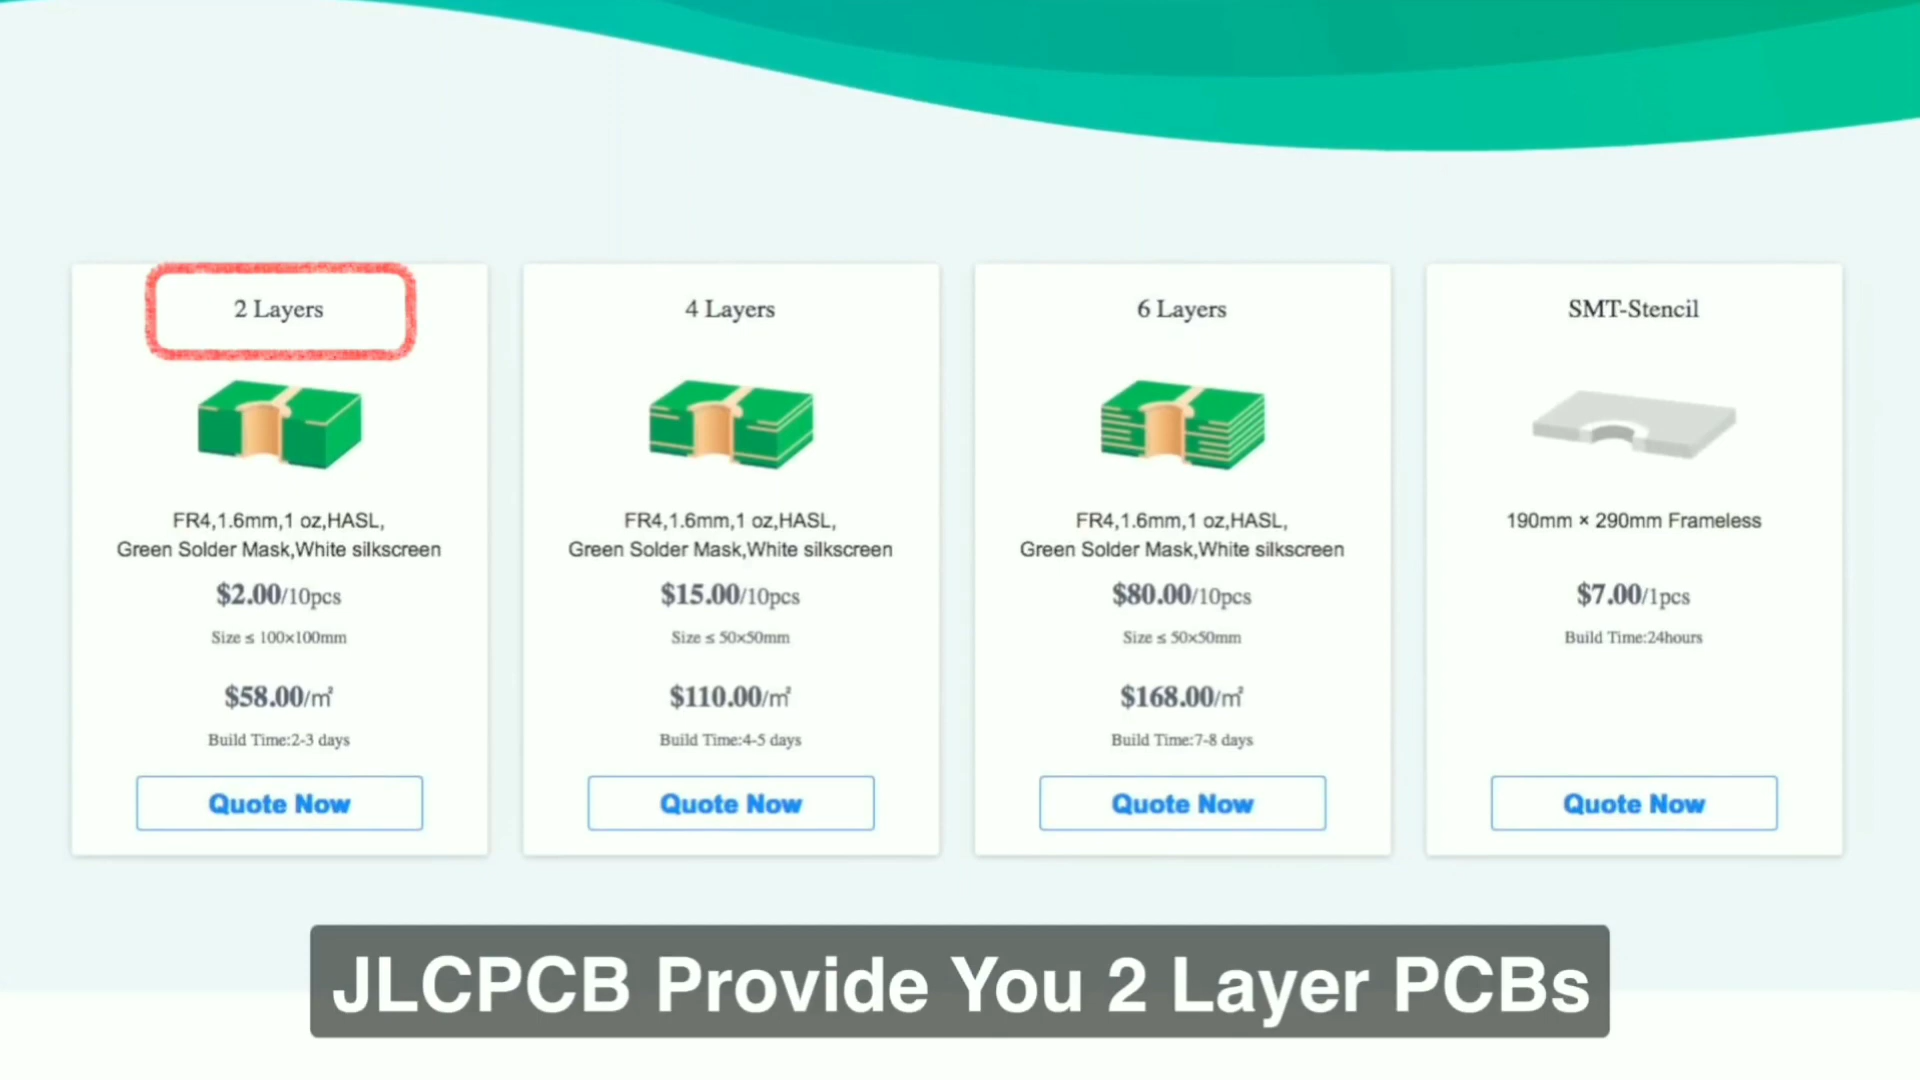 2 Layers
FR4,1.6mm,1 oz,HASL,
Green Solder Mask,White silkscreen
$2.00/10pcs
Size ≤ 100×100mm
$58.00/㎡
Build Time:2-3 days
Quote Now
4 Layers
FR4,1.6mm,1 oz,HASL,
Green Solder Mask,White silkscreen
$15.00/10pcs
Size ≤ 50×50mm
$110.00/㎡
Build Time:4-5 days
Quote Now
6 Layers
FR4,1.6mm,1 oz,HASL,
Green Solder Mask,White silkscreen
$80.00/10pcs
Size ≤ 50×50mm
$168.00/㎡
Build Time:7-8 days
Quote Now
SMT-Stencil
190mm × 290mm Frameless
$7.00/1pcs
Build Time:24hours
Quote Now
JLCPCB Provide You 2 Layer PCBs